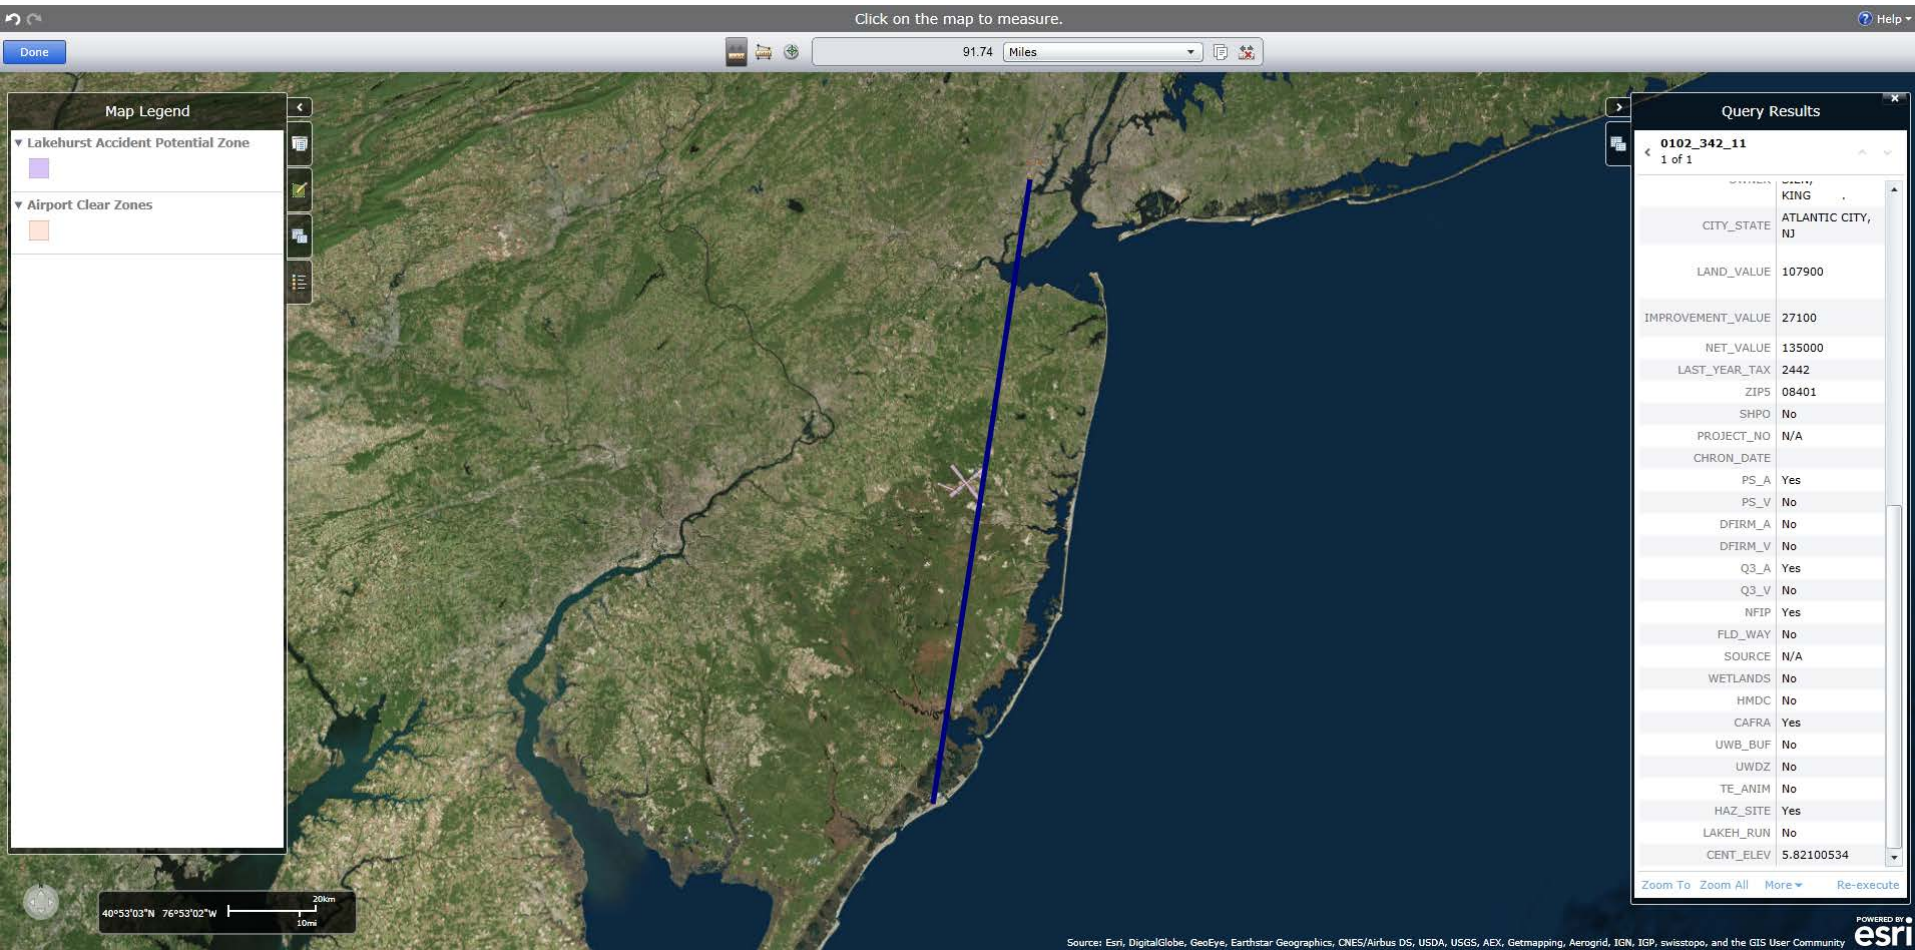 Click on the map to measure.
Help
Done
91.74 Miles
Map Legend
Lakehurst Accident Potential Zone
Airport Clear Zones
Query Results
0102_342_11
1 of 1
KING .
CITY_STATE ATLANTIC CITY,
NJ
LAND_VALUE 107900
IMPROVEMENT_VALUE 27100
NET_VALUE 135000
LAST_YEAR_TAX 2442
ZIP5 08401
SHPO No
PROJECT_NO N/A
CHRON_DATE
PS_A Yes
PS_V No
DFIRM_A No
DFIRM_V No
Q3_A Yes
Q3_V No
NFIP Yes
FLD_WAY No
SOURCE N/A
WETLANDS No
HMDC No
CAFRA Yes
UWB_BUF No
UWDZ No
TE_ANIM No
HAZ_SITE Yes
LAKEH_RUN No
CENT_ELEV 5.82100534
Zoom To Zoom All More Re-execute
N
40°53'03"N 76°53'02"W
20km
10mi
POWERED BY
esri
Source: Esri, DigitalGlobe, GeoEye, Earthstar Geographics, CNES/Airbus DS, USDA, USGS, AEX, Getmapping, Aerogrid, IGN, IGP, swisstopo, and the GIS User Community